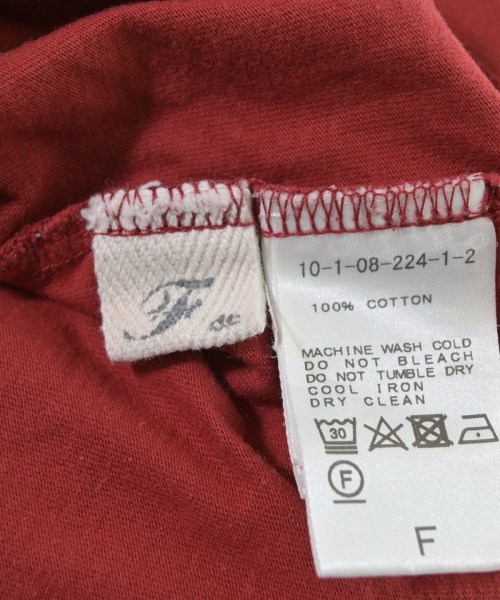 F
10-1-08-224-1-2
100% COTTON
MACHINE WASH COLD
DO NOT BLEACH
DO NOT TUMBLE DRY
COOL IRON
DRY CLEAN
30
F
F